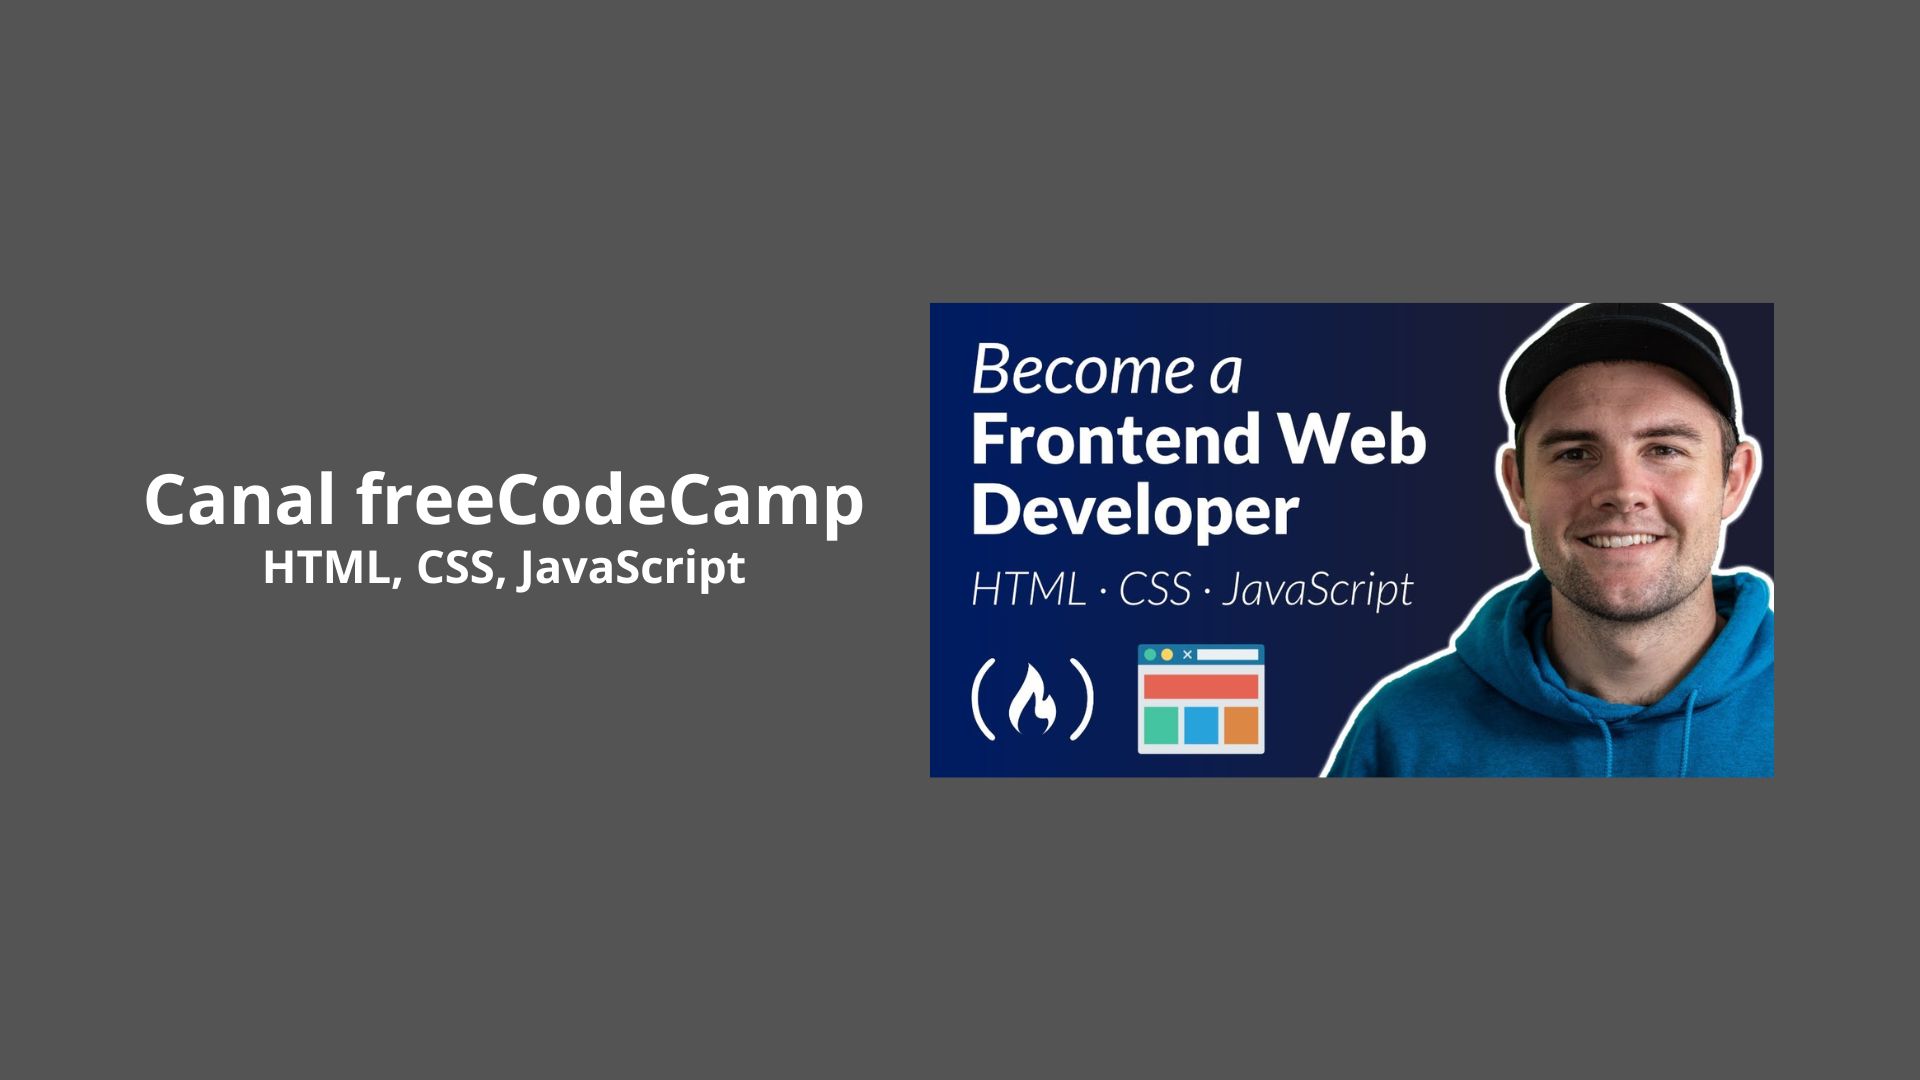 Canal freeCodeCamp
HTML, CSS, JavaScript
Become a
Frontend Web
Developer
HTML · CSS · JavaScript